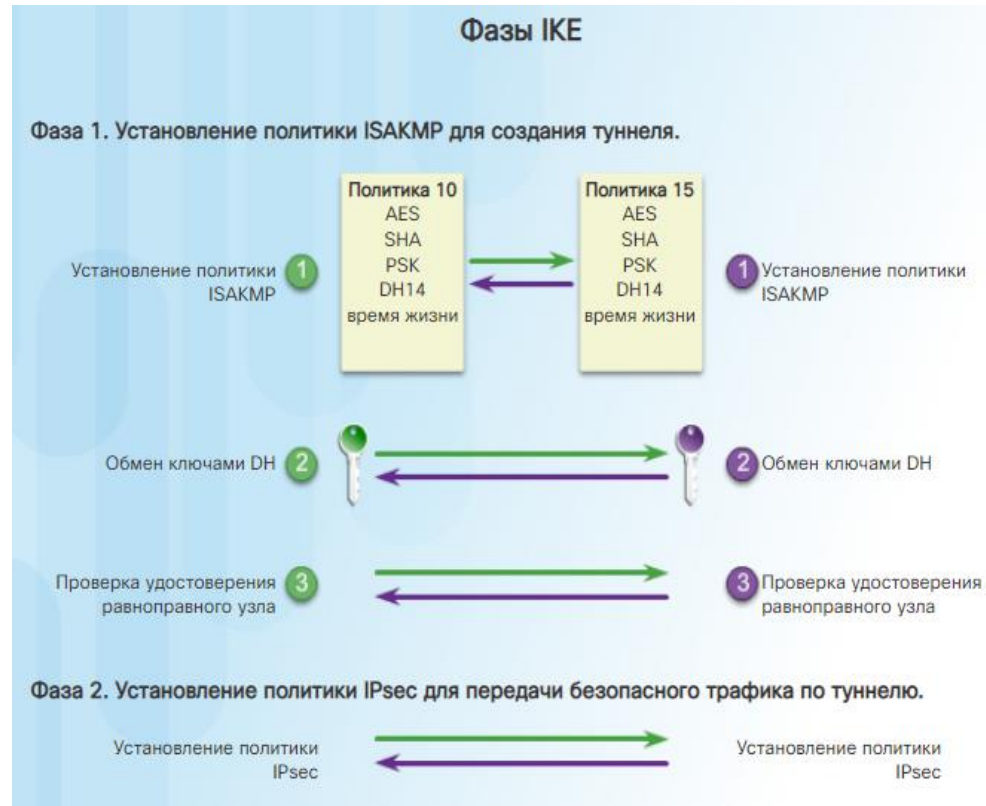 Фазы IKE
Фаза 1. Установление политики ISAKMP для создания туннеля.
Политика 10
AES
SHA
PSK
DH14
время жизни
Политика 15
AES
SHA
PSK
DH14
время жизни
Установление политики
ISAKMP
1
1
Установление политики
ISAKMP
Обмен ключами DH
2
2
Обмен ключами DH
Проверка удостоверения
равноправного узла
3
3
Проверка удостоверения
равноправного узла
Фаза 2. Установление политики IPsec для передачи безопасного трафика по туннелю.
Установление политики
IPsec
Установление политики
IPsec